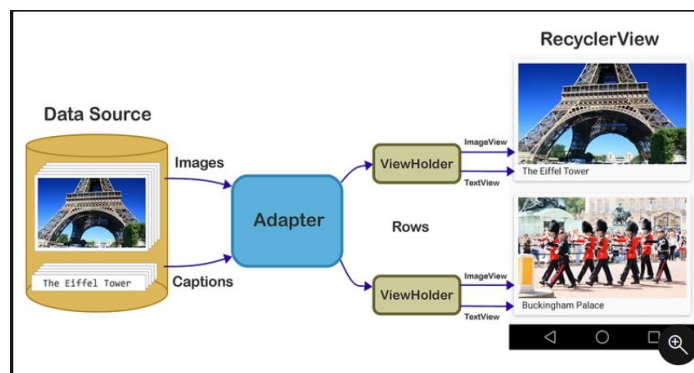 RecyclerView
Data Source
Images
ImageView
ViewHolder
TextView
The Eiffel Tower
Adapter
Rows
The Eiffel Tower
Captions
ImageView
ViewHolder
TextView
Buckingham Palace